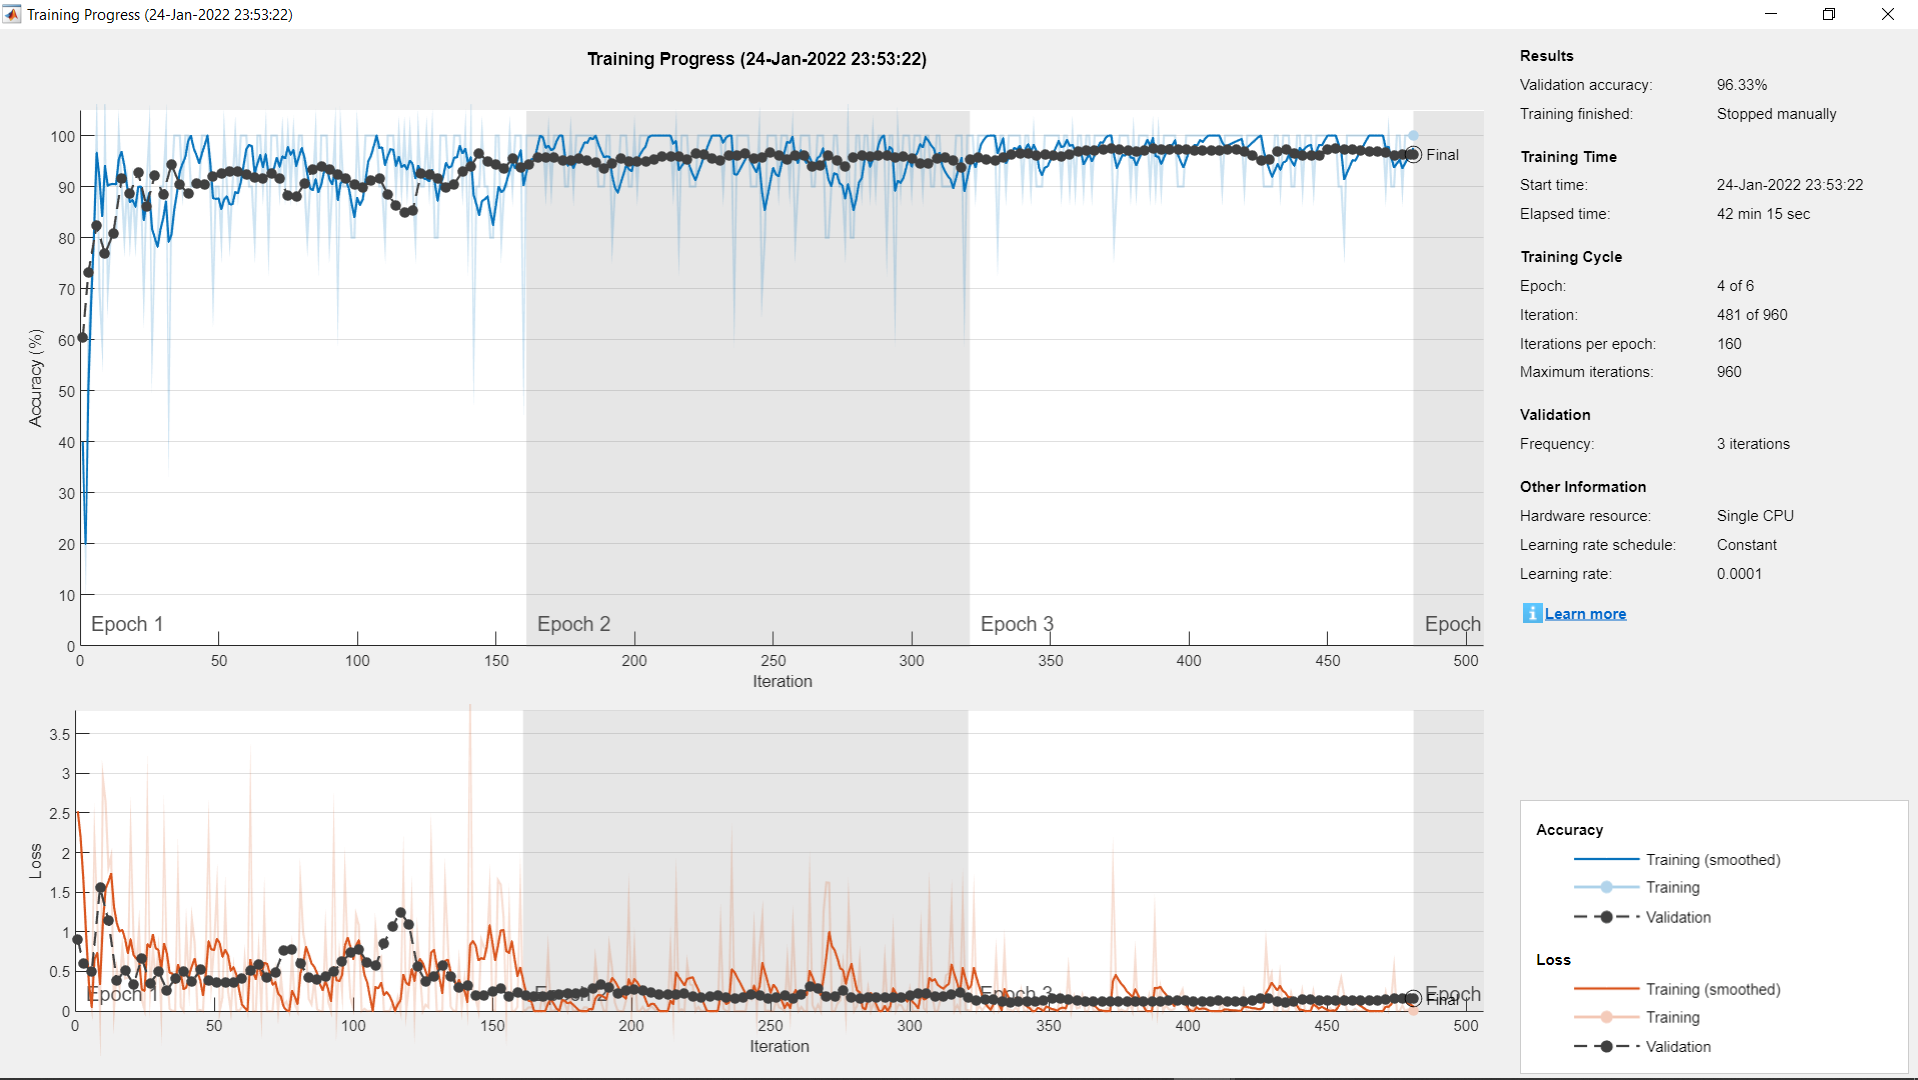 Training Progress (24-Jan-2022 23:53:22)
Training Progress (24-Jan-2022 23:53:22)
Accuracy (%)
100
90
80
70
60
50
40
30
20
10
0
Final
Epoch 1
Epoch 2
Epoch 3
Epoch
0
50
100
150
200
250
300
350
400
450
500
Iteration
Loss
3.5
3
2.5
2
1.5
1
0.5
0
Epoch 1
Epoch 2
Epoch 3
Final
Epoch
0
50
100
150
200
250
300
350
400
450
500
Iteration
Results
Validation accuracy: 96.33%
Training finished: Stopped manually
Training Time
Start time: 24-Jan-2022 23:53:22
Elapsed time: 42 min 15 sec
Training Cycle
Epoch: 4 of 6
Iteration: 481 of 960
Iterations per epoch: 160
Maximum iterations: 960
Validation
Frequency: 3 iterations
Other Information
Hardware resource: Single CPU
Learning rate schedule: Constant
Learning rate: 0.0001
i Learn more
Accuracy
Training (smoothed)
Training
Validation
Loss
Training (smoothed)
Training
Validation